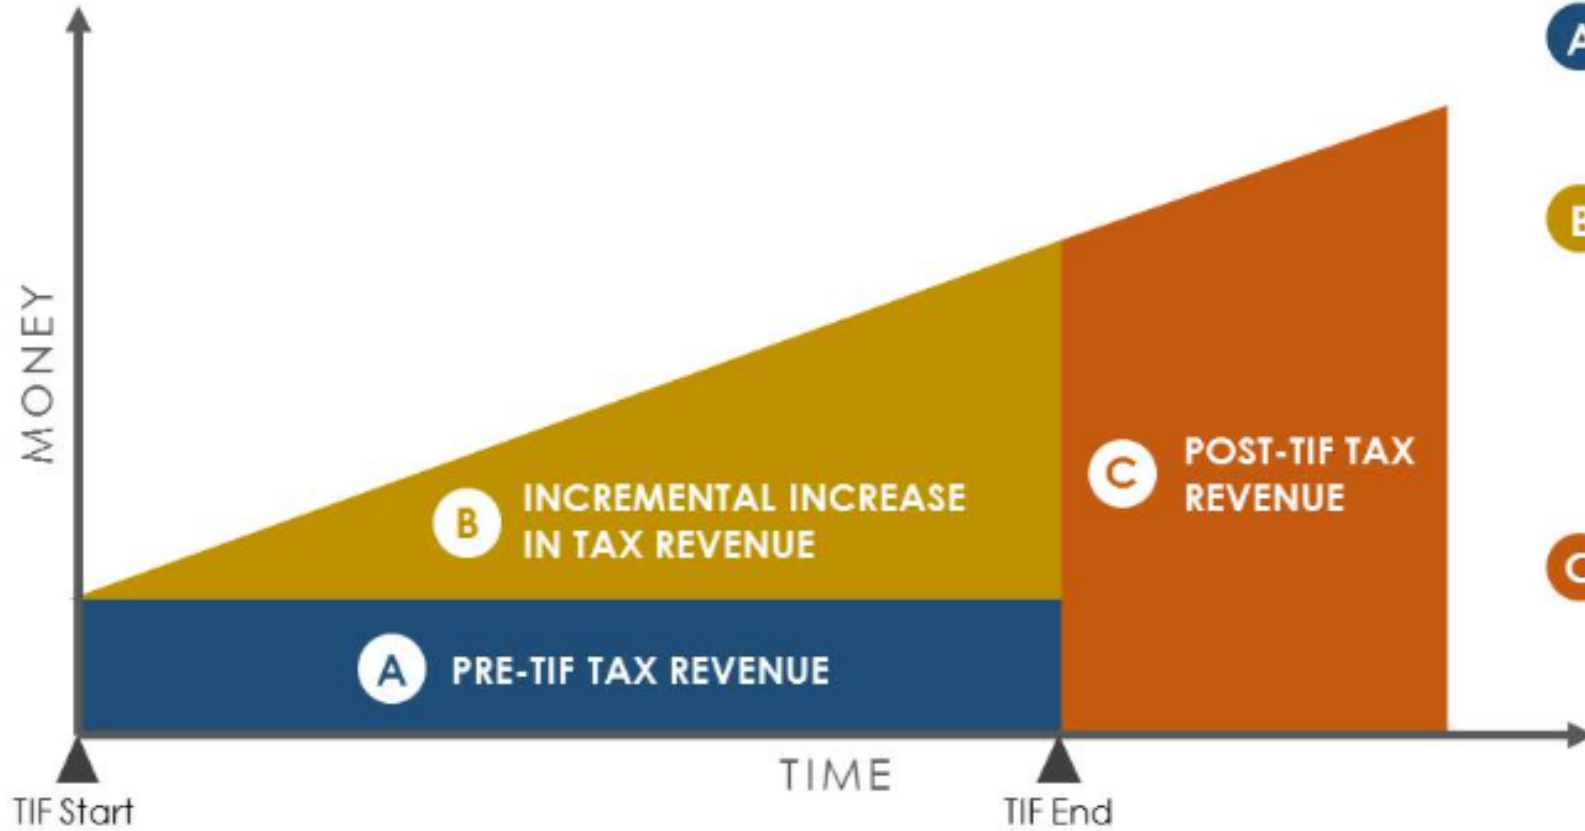 A
B
C
MONEY
B
INCREMENTAL INCREASE
IN TAX REVENUE
C
POST-TIF TAX
REVENUE
A
PRE-TIF TAX REVENUE
TIME
TIF Start
TIF End